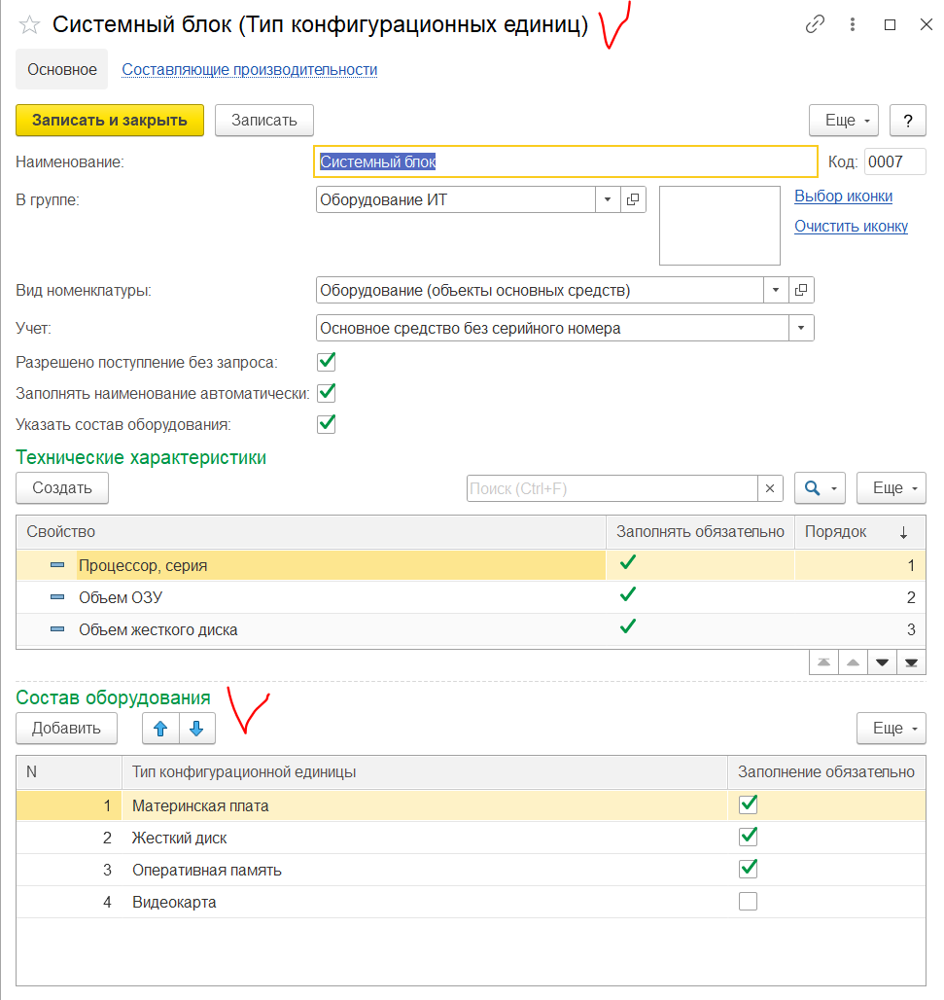 Системный блок (Тип конфигурационных единиц)
Основное Составляющие производительности
Записать и закрыть Записать Еще ?
Наименование: Системный блок Код: 0007
В группе: Оборудование ИТ Выбор иконки
Очистить иконку
Вид номенклатуры: Оборудование (объекты основных средств)
Учет: Основное средство без серийного номера
Разрешено поступление без запроса:
Заполнять наименование автоматически:
Указать состав оборудования:
Технические характеристики
Создать Поиск (Ctrl+F) × Еще
Свойство Заполнять обязательно Порядок ↓
Процессор, серия 1
Объем ОЗУ 2
Объем жесткого диска 3
Состав оборудования
Добавить Еще
N Тип конфигурационной единицы Заполнение обязательно
1 Материнская плата
2 Жесткий диск
3 Оперативная память
4 Видеокарта